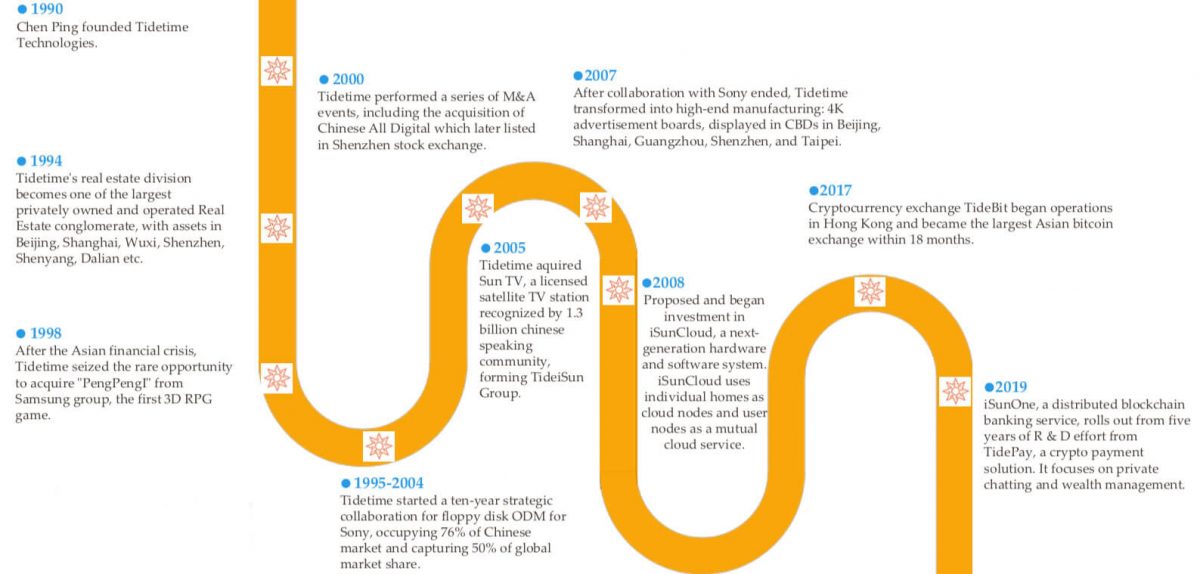 1990
Chen Ping founded Tidetime
Technologies.
1994
Tidetime's real estate division
becomes one of the largest
privately owned and operated Real
Estate conglomerate, with assets in
Beijing, Shanghai, Wuxi, Shenzhen,
Shenyang, Dalian etc.
1998
After the Asian financial crisis,
Tidetime seized the rare opportunity
to acquire "PengPengI" from
Samsung group, the first 3D RPG
game.
1995-2004
Tidetime started a ten-year strategic
collaboration for floppy disk ODM for
Sony, occupying 76% of Chinese
market and capturing 50% of global
market share.
2000
Tidetime performed a series of M&A
events, including the acquisition of
Chinese All Digital which later listed
in Shenzhen stock exchange.
2005
Tidetime aquired
Sun TV, a licensed
satellite TV station
recognized by 1.3
billion chinese
speaking
community,
forming TideiSun
Group.
2007
After collaboration with Sony ended, Tidetime
transformed into high-end manufacturing: 4K
advertisement boards, displayed in CBDs in Beijing,
Shanghai, Guangzhou, Shenzhen, and Taipei.
2008
Proposed and began
investment in
iSunCloud, a next-
generation hardware
and software system.
iSunCloud uses
individual homes as
cloud nodes and user
nodes as a mutual
cloud service.
2017
Cryptocurrency exchange TideBit began operations
in Hong Kong and became the largest Asian bitcoin
exchange within 18 months.
2019
iSunOne, a distributed blockchain
banking service, rolls out from five
years of R & D effort from
TidePay, a crypto payment
solution. It focuses on private
chatting and wealth management.